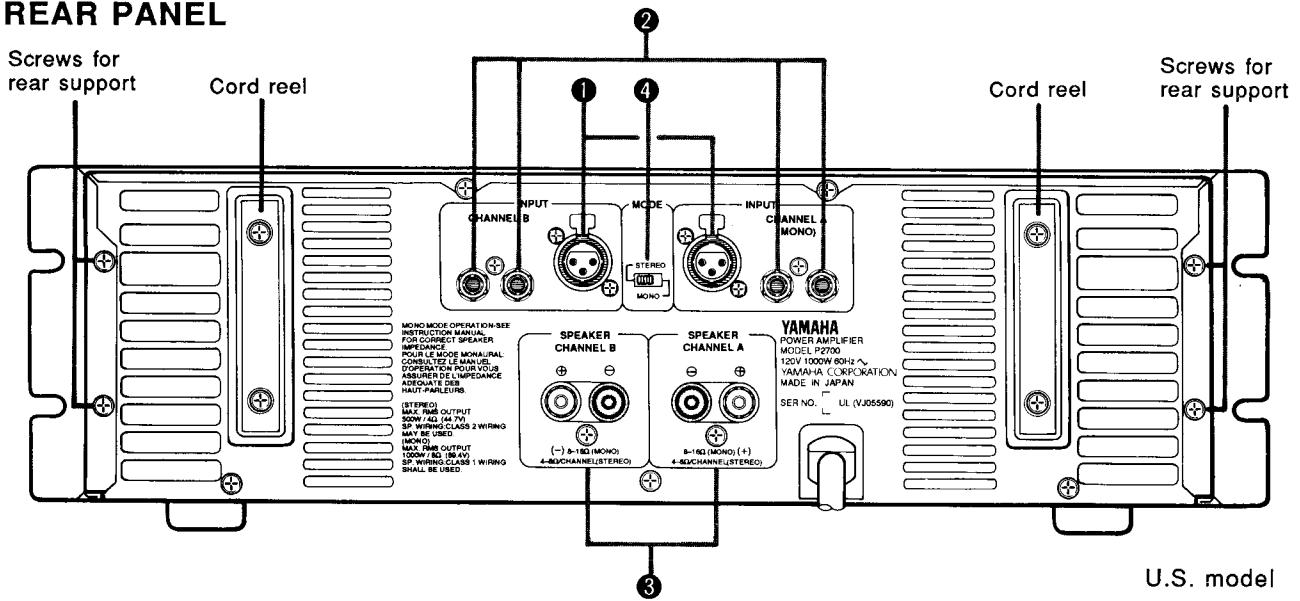 REAR PANEL
Screws for
rear support
Cord reel
2
1
4
Cord reel
Screws for
rear support
INPUT
CHANNEL B
MODE
STEREO
MONO
INPUT
CHANNEL A
(MONO)
MONO MODE OPERATION-SEE
INSTRUCTION MANUAL
FOR CORRECT SPEAKER
IMPEDANCE.
POUR LE MODE MONAURAL
CONSULTEZ LE MANUEL
D'OPERATION POUR VOUS
ASSURER DE L'IMPEDANCE
ADEQUATE DES
HAUT-PARLEURS.
(STEREO)
MAX. RMS OUTPUT
500W / 4Ω (44.7V)
SP. WIRING:CLASS 2 WIRING
MAY BE USED.
(MONO)
MAX. RMS OUTPUT
1000W / 8Ω (89.4V)
SP. WIRING:CLASS 1 WIRING
SHALL BE USED.
SPEAKER
CHANNEL B
+ −
(−) 8–16Ω (MONO)
4–8Ω/CHANNEL(STEREO)
SPEAKER
CHANNEL A
− +
8–16Ω (MONO) (+)
4–8Ω/CHANNEL(STEREO)
YAMAHA
POWER AMPLIFIER
MODEL P2700
120V 1000W 60Hz ∿
YAMAHA CORPORATION
MADE IN JAPAN
SER NO. UL (VJ05590)
3
U.S. model